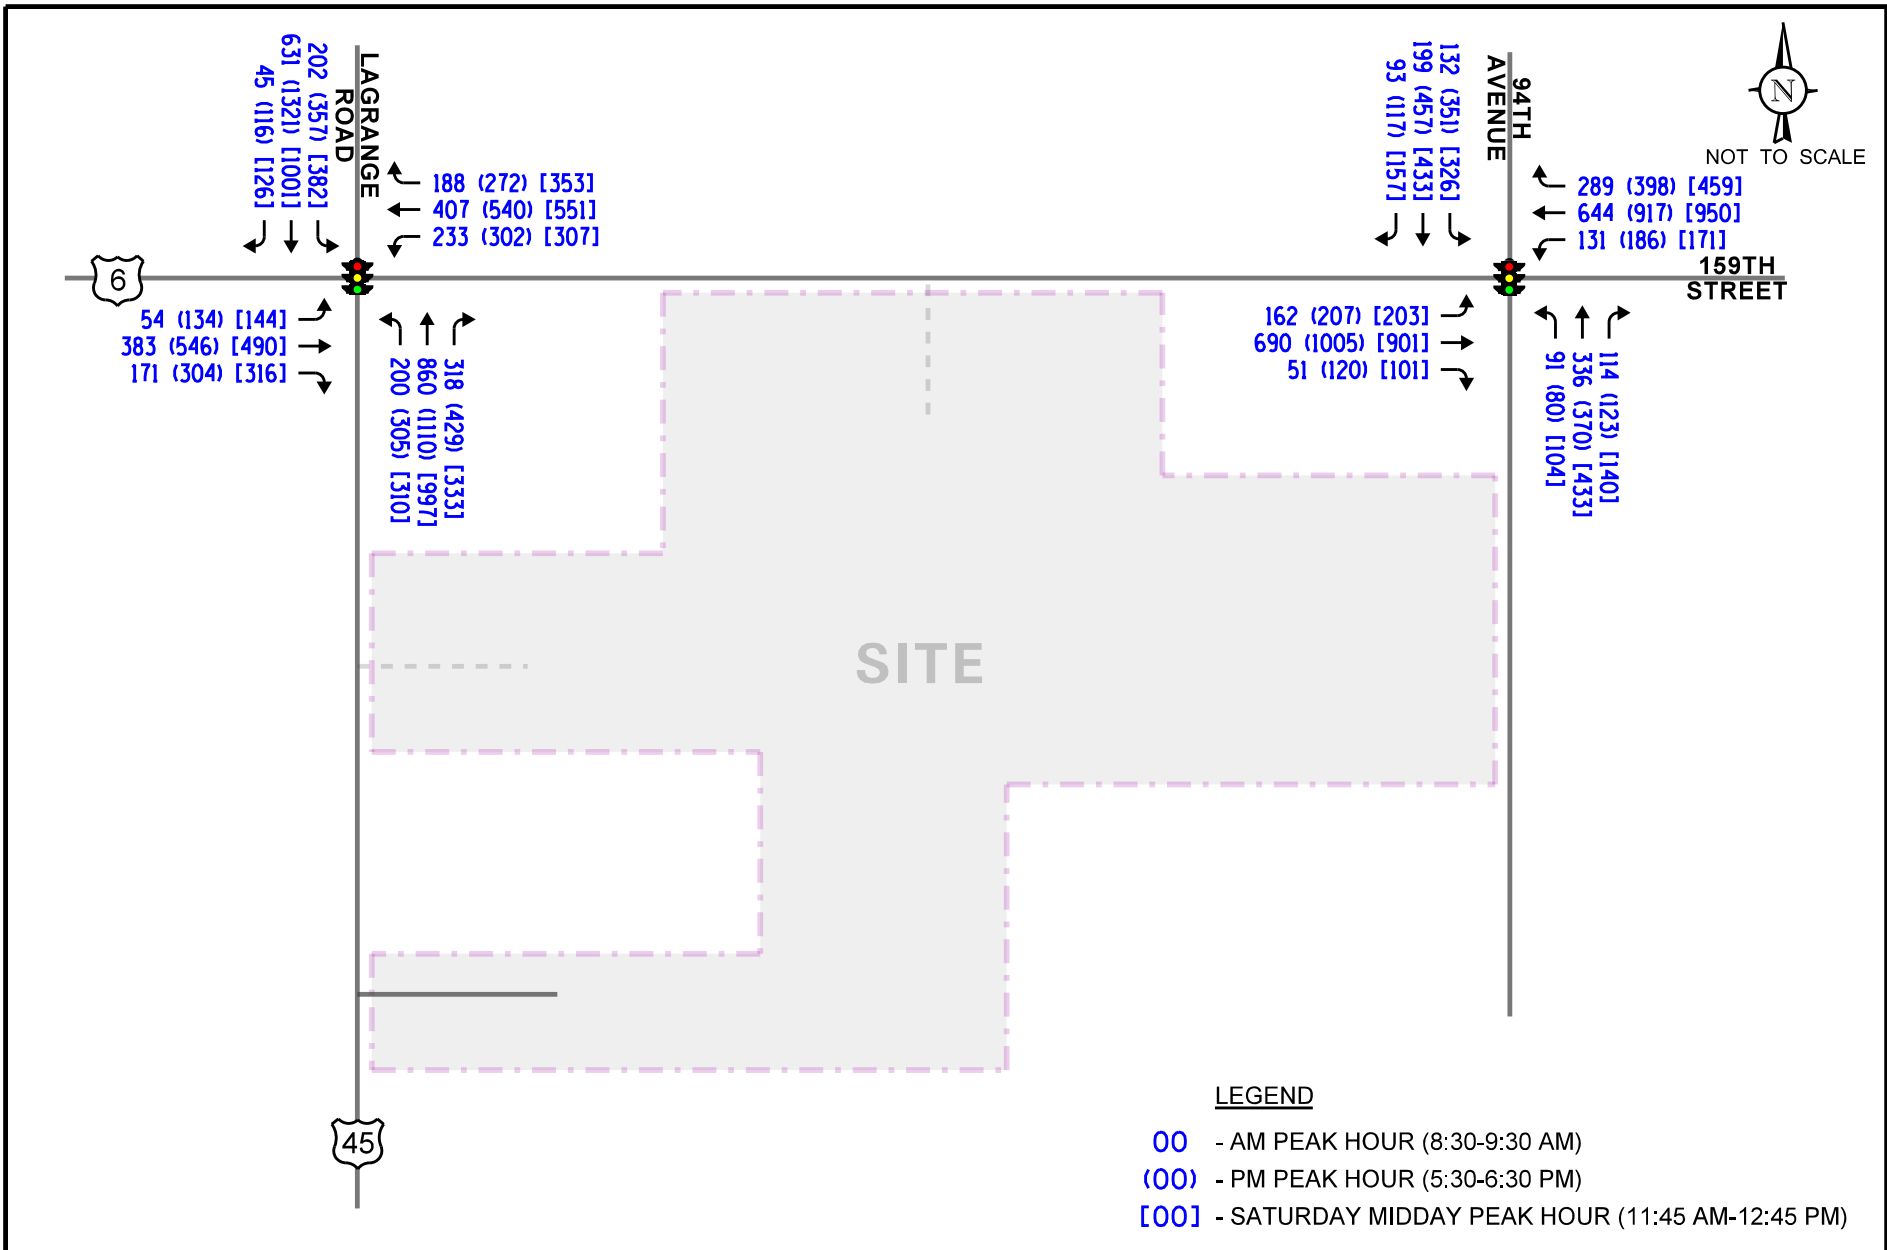 202 (357) [382]
631 (1321) [1001]
45 (116) [126]
LAGRANGE
ROAD
188 (272) [353]
407 (540) [551]
233 (302) [307]
132 (351) [326]
199 (457) [433]
93 (117) [157]
94TH
AVENUE
N
NOT TO SCALE
289 (398) [459]
644 (917) [950]
131 (186) [171]
159TH
STREET
6
54 (134) [144]
383 (546) [490]
171 (304) [316]
318 (429) [333]
860 (1110) [997]
200 (305) [310]
162 (207) [203]
690 (1005) [901]
51 (120) [101]
114 (123) [140]
336 (370) [433]
91 (80) [104]
SITE
45
LEGEND
00 - AM PEAK HOUR (8:30-9:30 AM)
(00) - PM PEAK HOUR (5:30-6:30 PM)
[00] - SATURDAY MIDDAY PEAK HOUR (11:45 AM-12:45 PM)